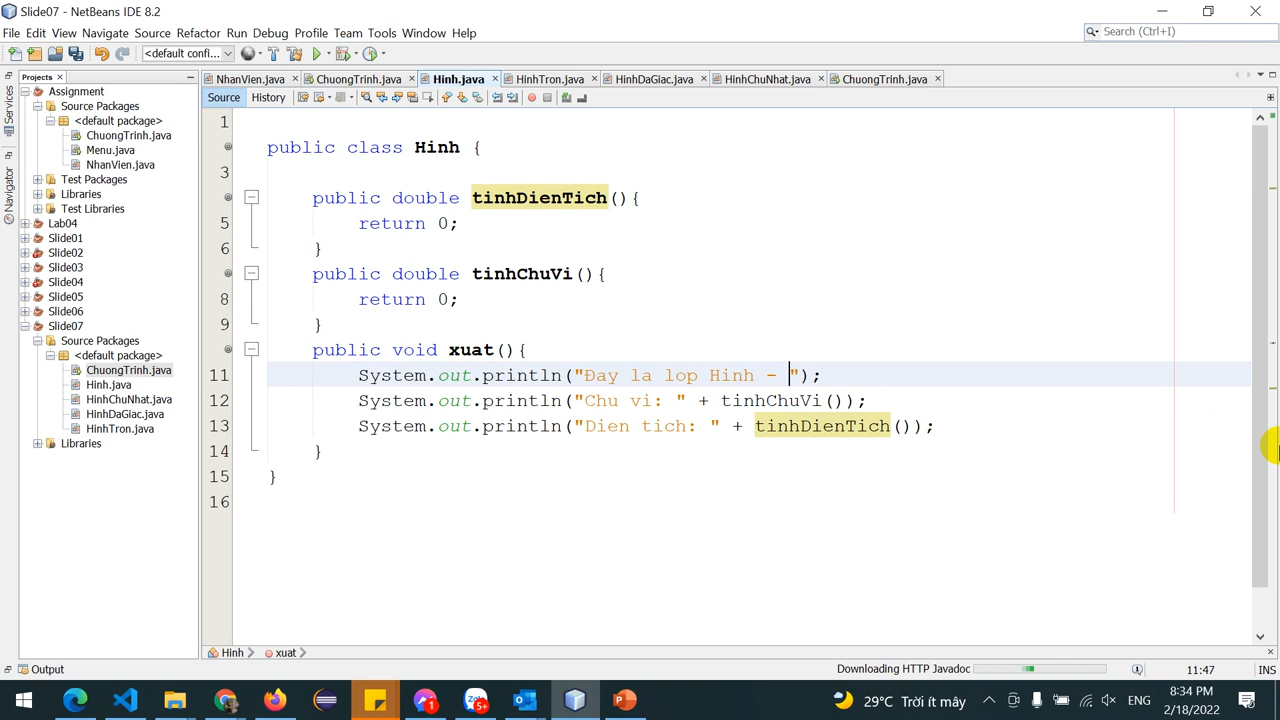 Slide07 - NetBeans IDE 8.2
File Edit View Navigate Source Refactor Run Debug Profile Team Tools Window Help
Search (Ctrl+I)
<default confi...
Projects
NhanVien.java ChuongTrinh.java Hinh.java HinhTron.java HinhDaGiac.java HinhChuNhat.java ChuongTrinh.java
Source History
Services
Navigator
Assignment
Source Packages
<default package>
ChuongTrinh.java
Menu.java
NhanVien.java
Test Packages
Libraries
Test Libraries
Lab04
Slide01
Slide02
Slide03
Slide04
Slide05
Slide06
Slide07
Source Packages
<default package>
ChuongTrinh.java
Hinh.java
HinhChuNhat.java
HinhDaGiac.java
HinhTron.java
Libraries
1
public class Hinh {
3
public double tinhDienTich(){
5 return 0;
6 }
public double tinhChuVi(){
8 return 0;
9 }
public void xuat(){
11 System.out.println("Đay la lop Hinh - ");
12 System.out.println("Chu vi: " + tinhChuVi());
13 System.out.println("Dien tich: " + tinhDienTich());
14 }
15 }
16
Hinh xuat
Output
Downloading HTTP Javadoc
11:47 INS
29°C Trời ít mây
ENG
8:34 PM
2/18/2022
1
Zalo
5+